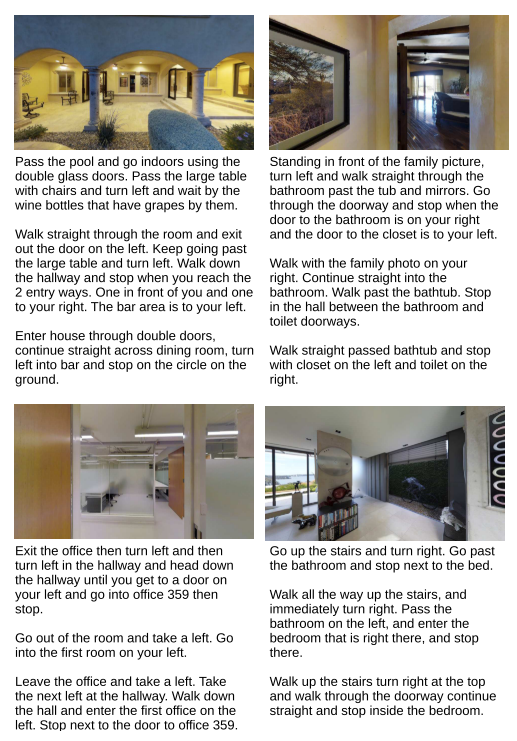 Pass the pool and go indoors using the
double glass doors. Pass the large table
with chairs and turn left and wait by the
wine bottles that have grapes by them.
Walk straight through the room and exit
out the door on the left. Keep going past
the large table and turn left. Walk down
the hallway and stop when you reach the
2 entry ways. One in front of you and one
to your right. The bar area is to your left.
Enter house through double doors,
continue straight across dining room, turn
left into bar and stop on the circle on the
ground.
Standing in front of the family picture,
turn left and walk straight through the
bathroom past the tub and mirrors. Go
through the doorway and stop when the
door to the bathroom is on your right
and the door to the closet is to your left.
Walk with the family photo on your
right. Continue straight into the
bathroom. Walk past the bathtub. Stop
in the hall between the bathroom and
toilet doorways.
Walk straight passed bathtub and stop
with closet on the left and toilet on the
right.
Exit the office then turn left and then
turn left in the hallway and head down
the hallway until you get to a door on
your left and go into office 359 then
stop.
Go out of the room and take a left. Go
into the first room on your left.
Leave the office and take a left. Take
the next left at the hallway. Walk down
the hall and enter the first office on the
left. Stop next to the door to office 359.
Go up the stairs and turn right. Go past
the bathroom and stop next to the bed.
Walk all the way up the stairs, and
immediately turn right. Pass the
bathroom on the left, and enter the
bedroom that is right there, and stop
there.
Walk up the stairs turn right at the top
and walk through the doorway continue
straight and stop inside the bedroom.